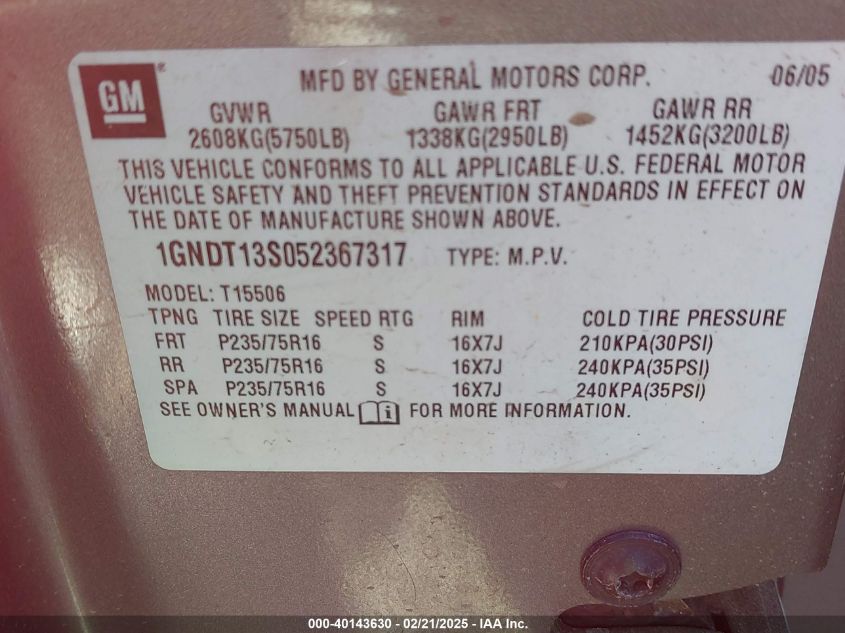 GM ®
MFD BY GENERAL MOTORS CORP. 06/05
GVWR GAWR FRT GAWR RR
2608KG(5750LB) 1338KG(2950LB) 1452KG(3200LB)
THIS VEHICLE CONFORMS TO ALL APPLICABLE U.S. FEDERAL MOTOR
VEHICLE SAFETY AND THEFT PREVENTION STANDARDS IN EFFECT ON
THE DATE OF MANUFACTURE SHOWN ABOVE.
1GNDT13S052367317 TYPE: M.P.V.
MODEL: T15506
TPNG TIRE SIZE SPEED RTG RIM COLD TIRE PRESSURE
FRT P235/75R16 S 16X7J 210KPA(30PSI)
RR P235/75R16 S 16X7J 240KPA(35PSI)
SPA P235/75R16 S 16X7J 240KPA(35PSI)
SEE OWNER'S MANUAL i FOR MORE INFORMATION.
000-40143630 - 02/21/2025 - IAA Inc.